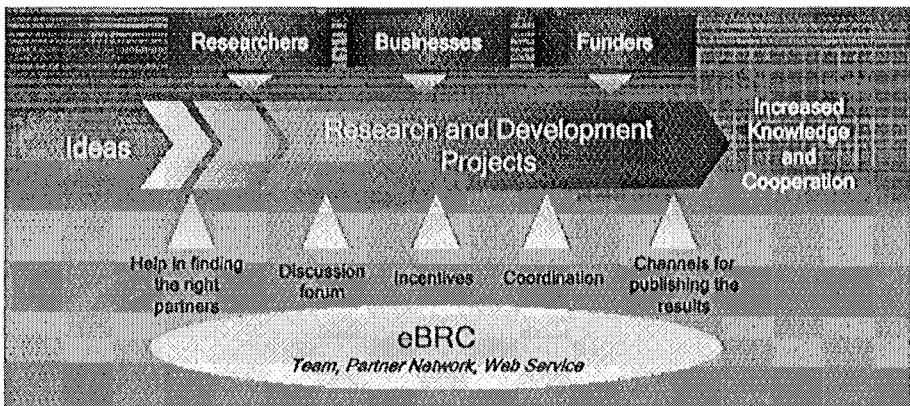 Researchers
Businesses
Funders
Ideas
Research and Development
Projects
Increased
Knowledge
and
Cooperation
Help in finding
the right
partners
Discussion
forum
Incentives
Coordination
Channels for
publishing the
results
eBRC
Team, Partner Network, Web Service